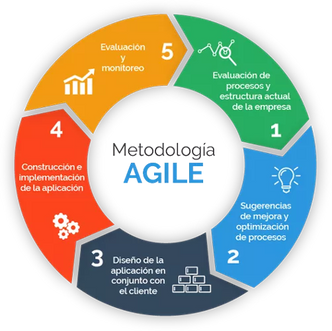 Metodología
AGILE
Evaluación de
procesos y
estructura actual
de la empresa
1
Sugerencias
de mejora y
optimización
de procesos
2
3
Diseño de la
aplicación en
conjunto con
el cliente
4
Construcción e
implementación
de la aplicación
Evaluación
y
monitoreo
5